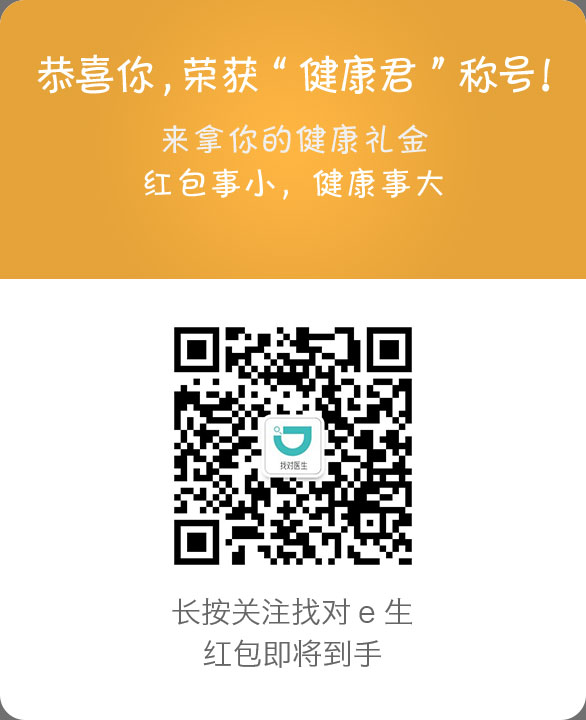 恭喜你,荣获“健康君”称号!
来拿你的健康礼金
红包事小，健康事大
找对医生
长按关注找对 e 生
红包即将到手